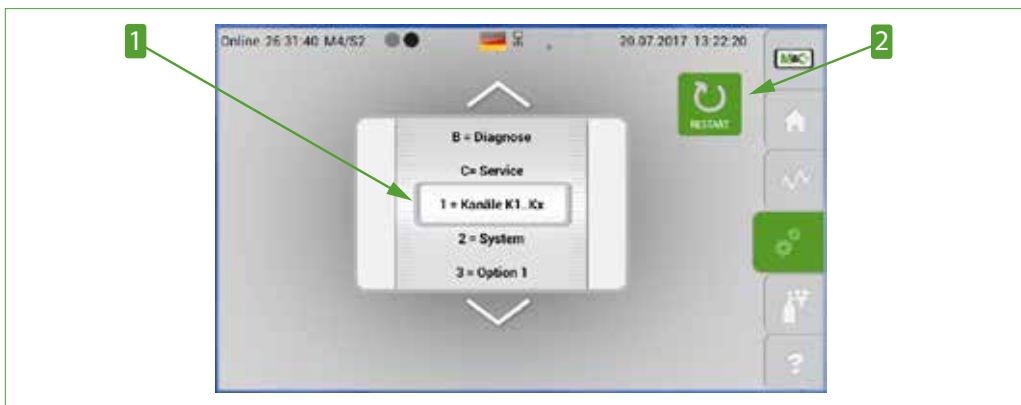 1
2
Online 26:31:40 M4/S2
20.07.2017 13:22:20
MRC
RESTART
B = Diagnose
C= Service
1 = Kanäle K1..Kx
2 = System
3 = Option 1
?